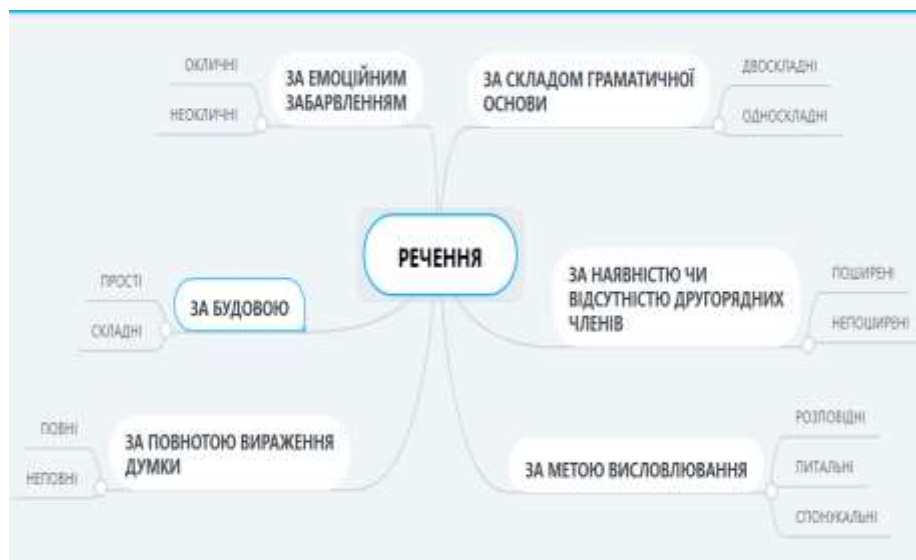 ОКЛИЧНІ
НЕОКЛИЧНІ
ЗА ЕМОЦІЙНИМ
ЗАБАРВЛЕННЯМ
ЗА СКЛАДОМ ГРАМАТИЧНОЇ
ОСНОВИ
ДВОСКЛАДНІ
ОДНОСКЛАДНІ
РЕЧЕННЯ
ПРОСТІ
СКЛАДНІ
ЗА БУДОВОЮ
ЗА НАЯВНІСТЮ ЧИ
ВІДСУТНІСТЮ ДРУГОРЯДНИХ
ЧЛЕНІВ
ПОШИРЕНІ
НЕПОШИРЕНІ
ПОВНІ
НЕПОВНІ
ЗА ПОВНОТОЮ ВИРАЖЕННЯ
ДУМКИ
ЗА МЕТОЮ ВИСЛОВЛЮВАННЯ
РОЗПОВІДНІ
ПИТАЛЬНІ
СПОНУКАЛЬНІ